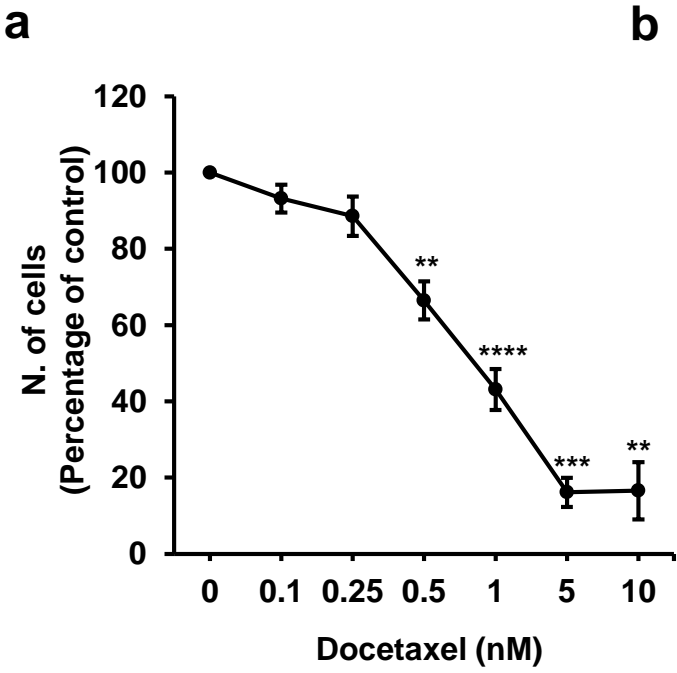 a
b
120
100
80
60
40
20
0
N. of cells
(Percentage of control)
**
****
***
**
0 0.1 0.25 0.5 1 5 10
Docetaxel (nM)